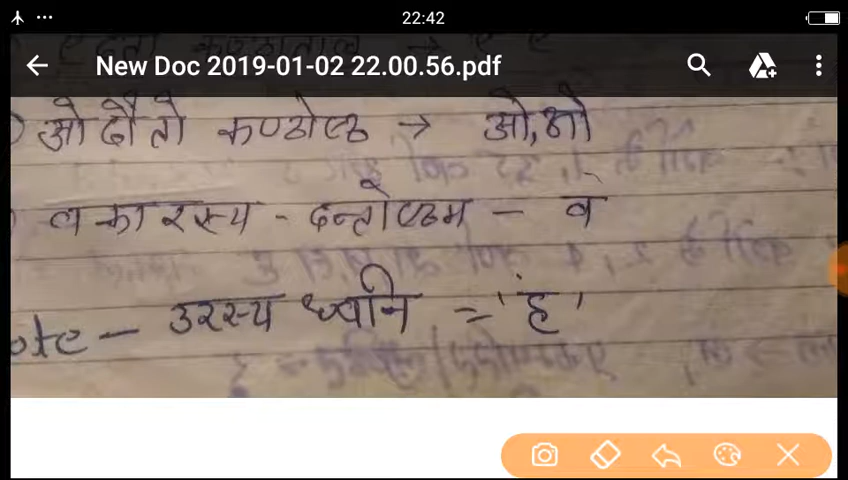 22:42
New Doc 2019-01-02 22.00.56.pdf
ओदौतो कण्ठोष्ठ → ओ, औ
वकारस्य - दन्तोष्ठम - व
ote - उरस्य ध्वनि = 'ह'